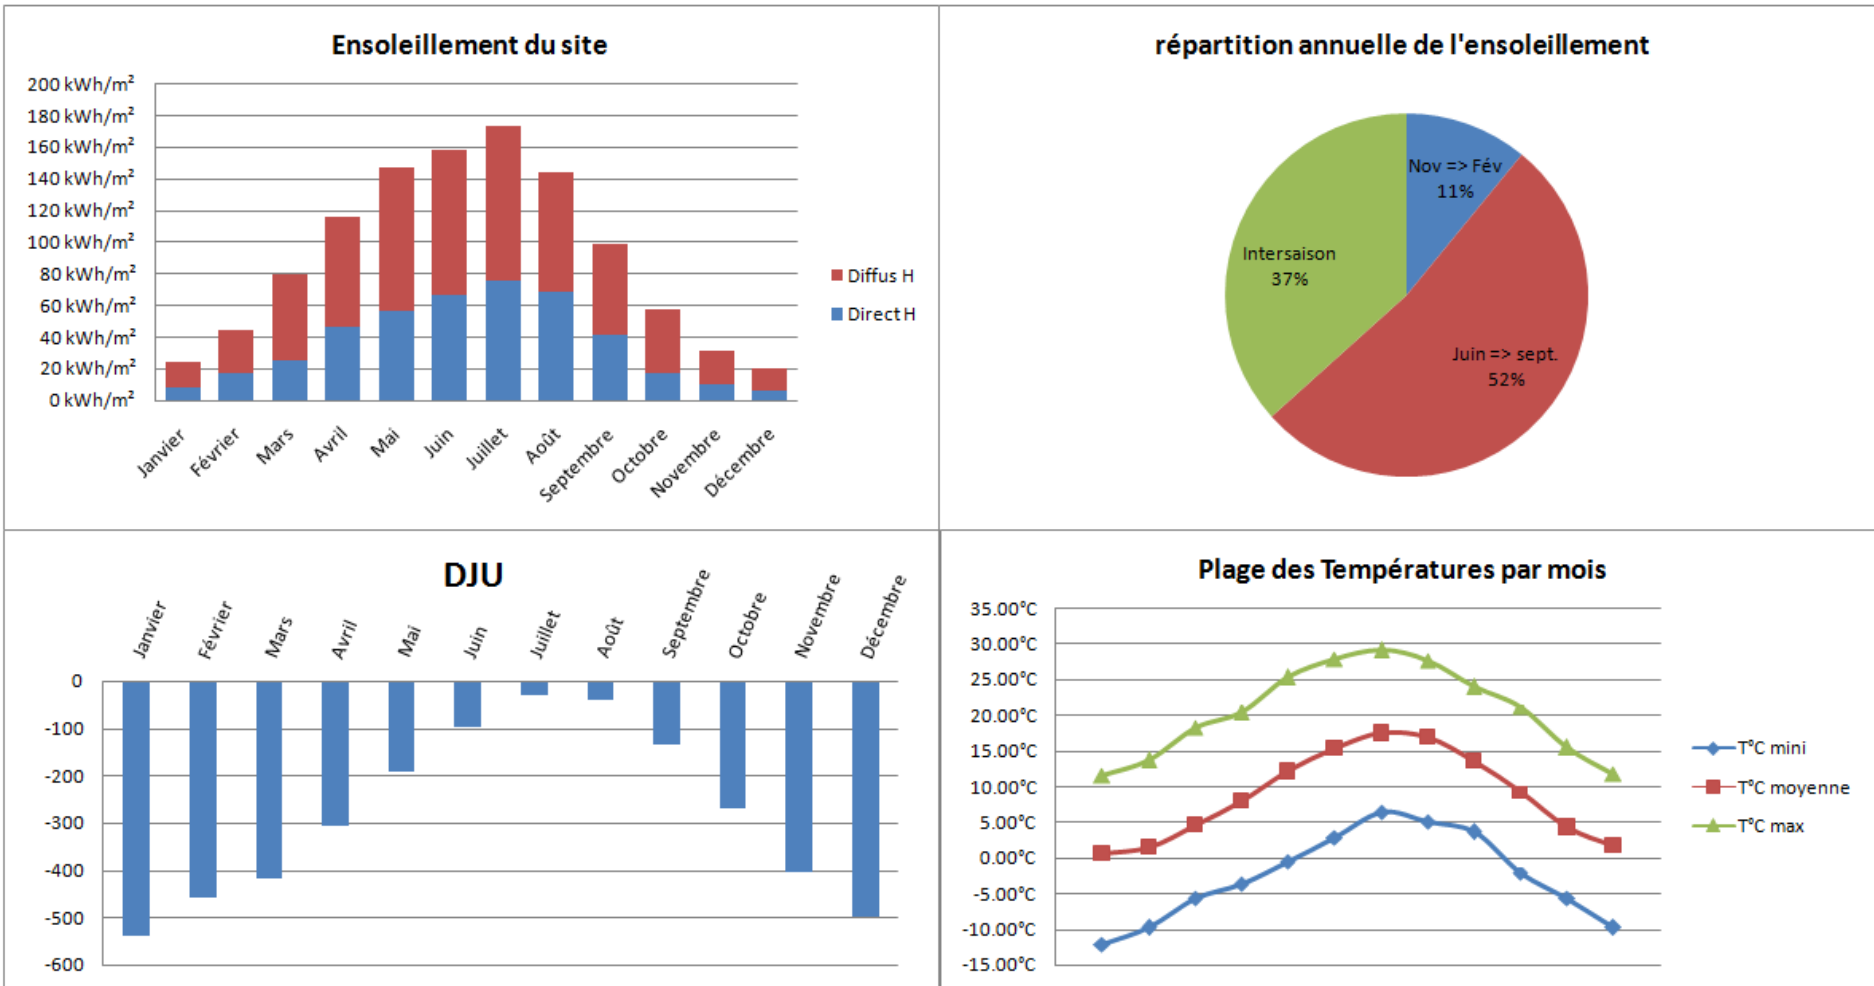 Ensoleillement du site
200 kWh/m²
180 kWh/m²
160 kWh/m²
140 kWh/m²
120 kWh/m²
100 kWh/m²
80 kWh/m²
60 kWh/m²
40 kWh/m²
20 kWh/m²
0 kWh/m²
Janvier
Février
Mars
Avril
Mai
Juin
Juillet
Août
Septembre
Octobre
Novembre
Décembre
Diffus H
Direct H
répartition annuelle de l'ensoleillement
Nov => Fév
11%
Intersaison
37%
Juin => sept.
52%
DJU
Janvier
Février
Mars
Avril
Mai
Juin
Juillet
Août
Septembre
Octobre
Novembre
Décembre
0
-100
-200
-300
-400
-500
-600
Plage des Températures par mois
35.00°C
30.00°C
25.00°C
20.00°C
15.00°C
10.00°C
5.00°C
0.00°C
-5.00°C
-10.00°C
-15.00°C
T°C mini
T°C moyenne
T°C max